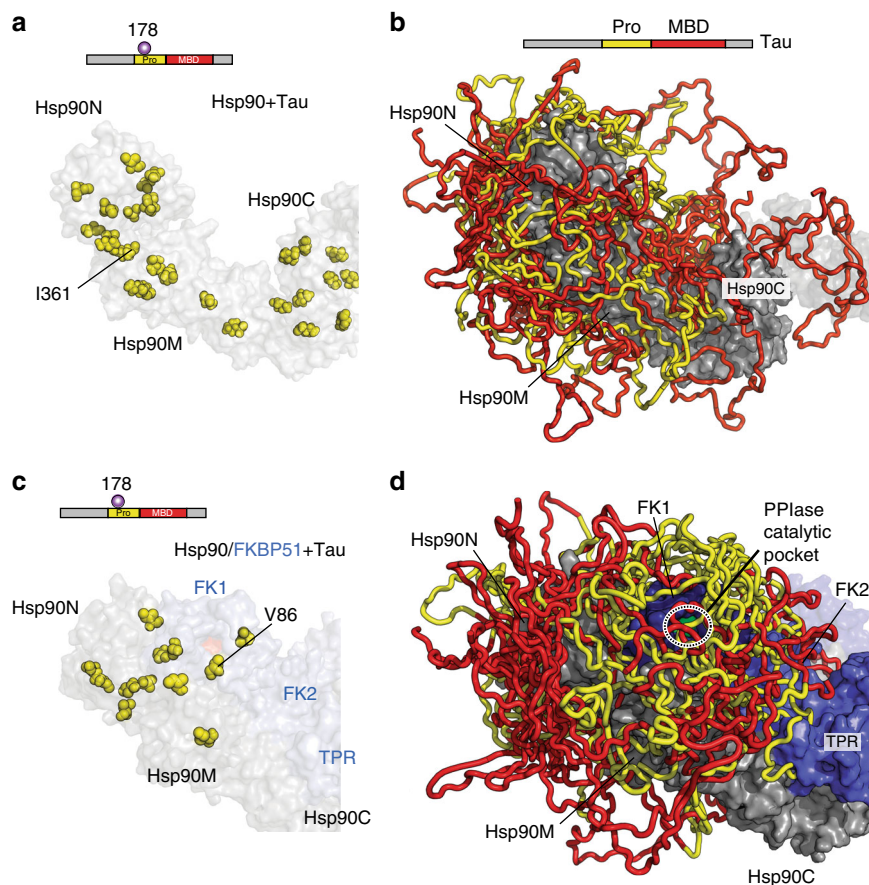 a
178
Pro MBD
Hsp90N
Hsp90+Tau
Hsp90C
I361
Hsp90M
b
Pro MBD
Tau
Hsp90N
Hsp90C
Hsp90M
c
178
Pro MBD
Hsp90/FKBP51+Tau
FK1
Hsp90N
V86
FK2
TPR
Hsp90M
Hsp90C
d
FK1
PPIase
catalytic
pocket
Hsp90N
FK2
TPR
Hsp90M
Hsp90C